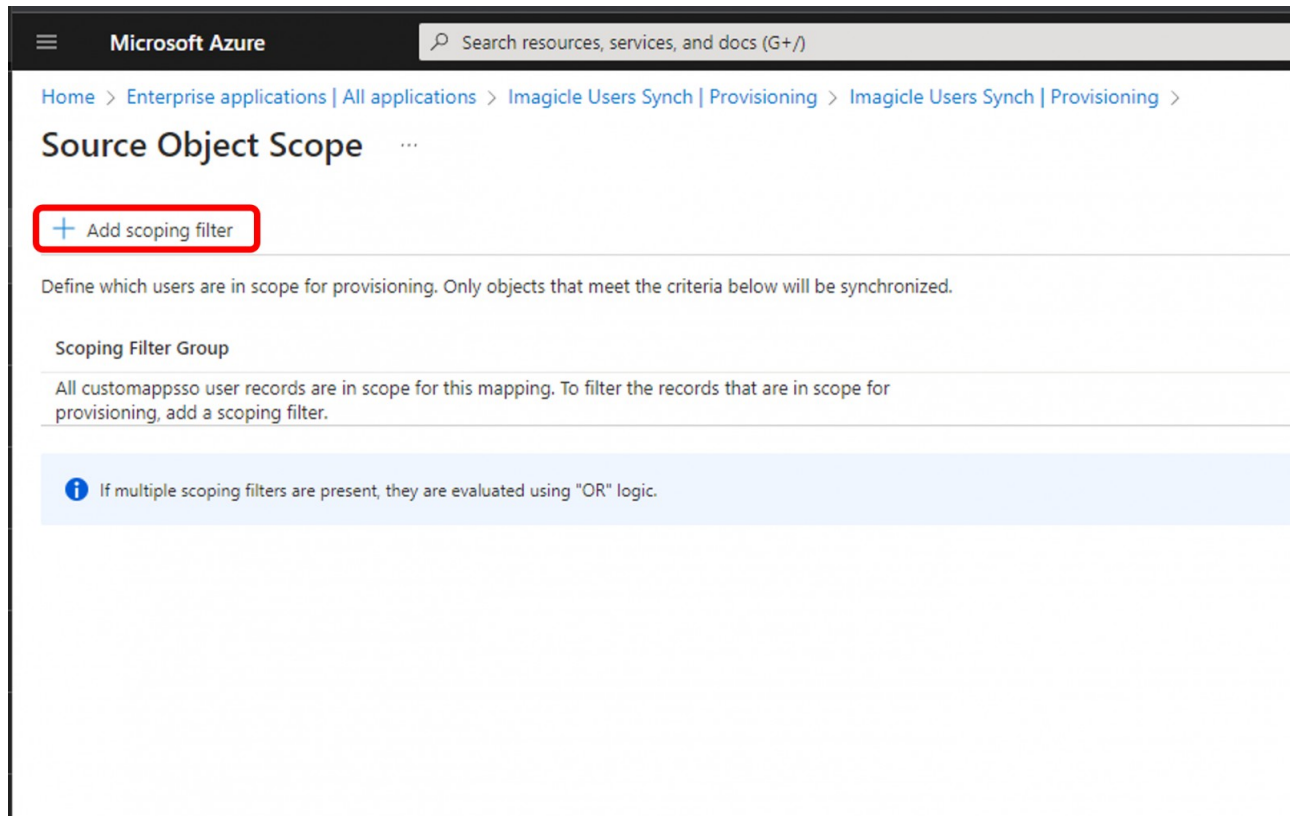 Microsoft Azure
Search resources, services, and docs (G+/)
Home > Enterprise applications | All applications > Imagicle Users Synch | Provisioning > Imagicle Users Synch | Provisioning >
Source Object Scope ...
+ Add scoping filter
Define which users are in scope for provisioning. Only objects that meet the criteria below will be synchronized.
Scoping Filter Group
All customappsso user records are in scope for this mapping. To filter the records that are in scope for
provisioning, add a scoping filter.
If multiple scoping filters are present, they are evaluated using "OR" logic.